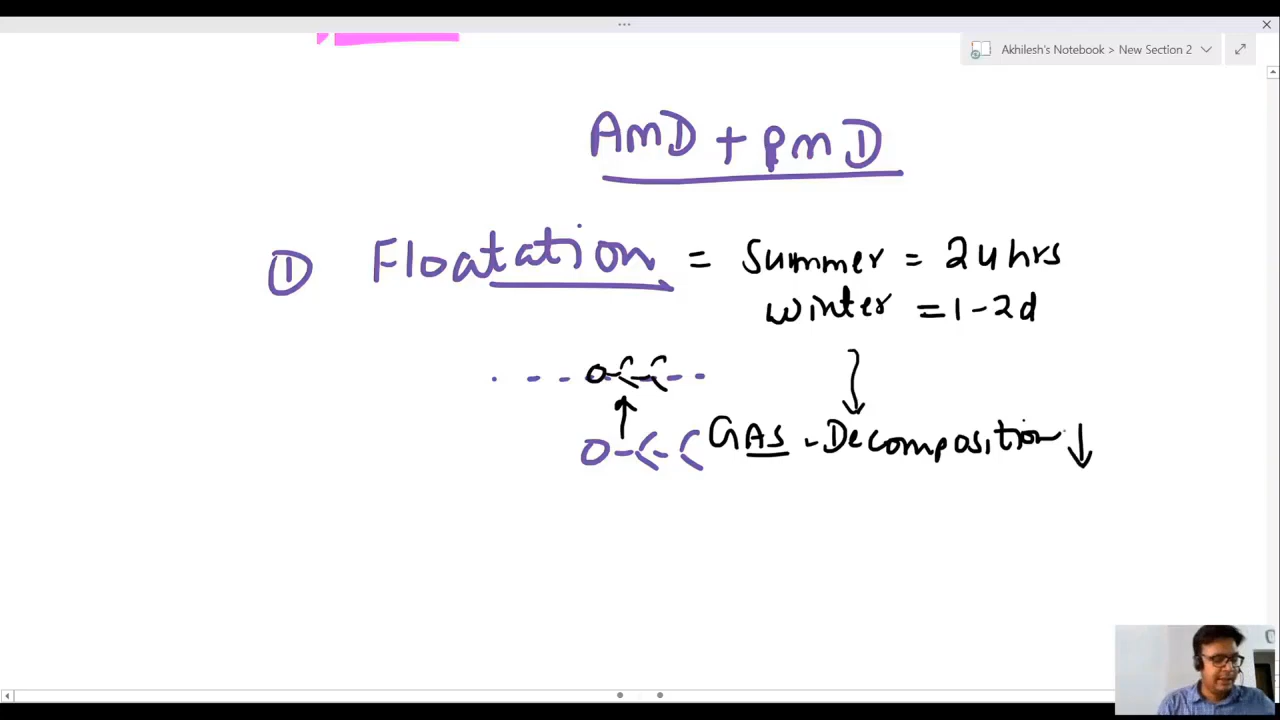 Akhilesh's Notebook > New Section 2
AmD + PmD
① Floatation = Summer = 24 hrs
Winter = 1-2d
GAS - Decomposition ↓